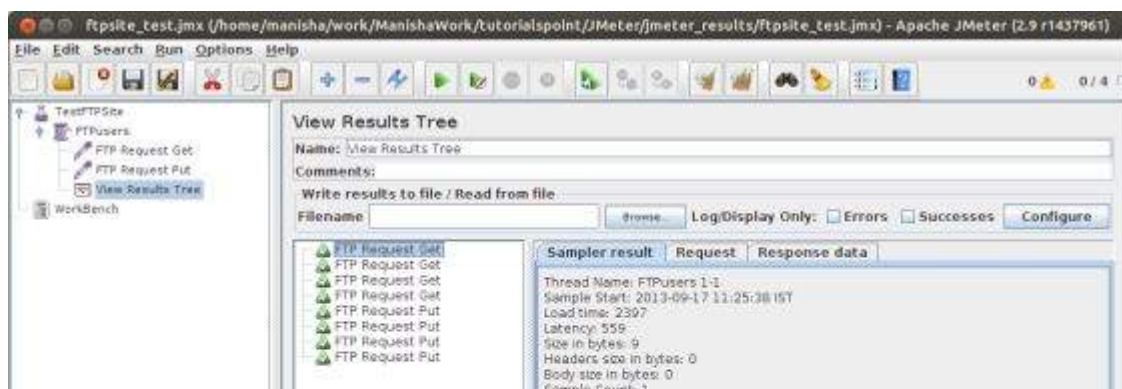 ftpsite_test.jmx (/home/manisha/work/ManishaWork/tutorialspoint/JMeter/jmeter_results/ftpsite_test.jmx) - Apache JMeter (2.9 r1437961)
File Edit Search Run Options Help
0 0 / 4
TestFTPSite
FTPusers
FTP Request Get
FTP Request Put
View Results Tree
WorkBench
View Results Tree
Name: View Results Tree
Comments:
Write results to file / Read from file
Filename Browse... Log/Display Only: Errors Successes Configure
FTP Request Get
FTP Request Get
FTP Request Get
FTP Request Get
FTP Request Put
FTP Request Put
FTP Request Put
FTP Request Put
Sampler result Request Response data
Thread Name: FTPusers 1-1
Sample Start: 2013-09-17 11:25:38 IST
Load time: 2397
Latency: 559
Size in bytes: 9
Headers size in bytes: 0
Body size in bytes: 0
Sample Count: 1